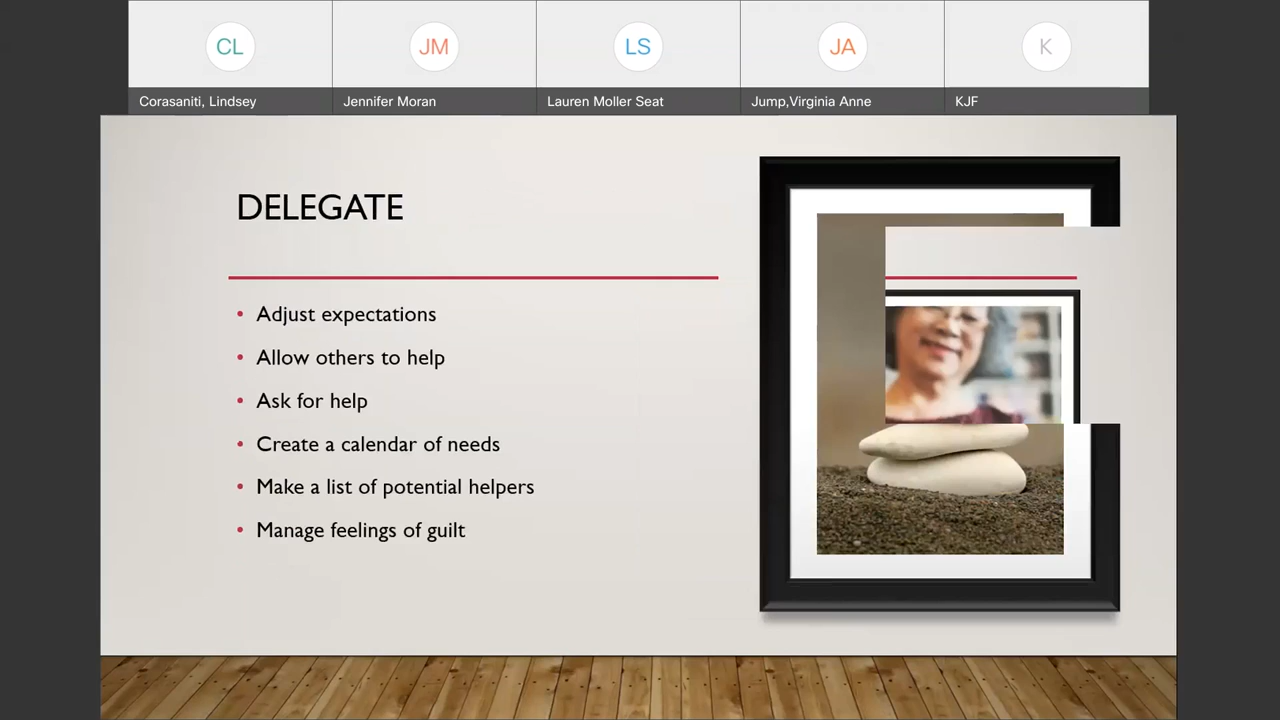 CL
JM
LS
JA
K
Corasaniti, Lindsey
Jennifer Moran
Lauren Moller Seat
Jump,Virginia Anne
KJF
DELEGATE
• Adjust expectations
• Allow others to help
• Ask for help
• Create a calendar of needs
• Make a list of potential helpers
• Manage feelings of guilt